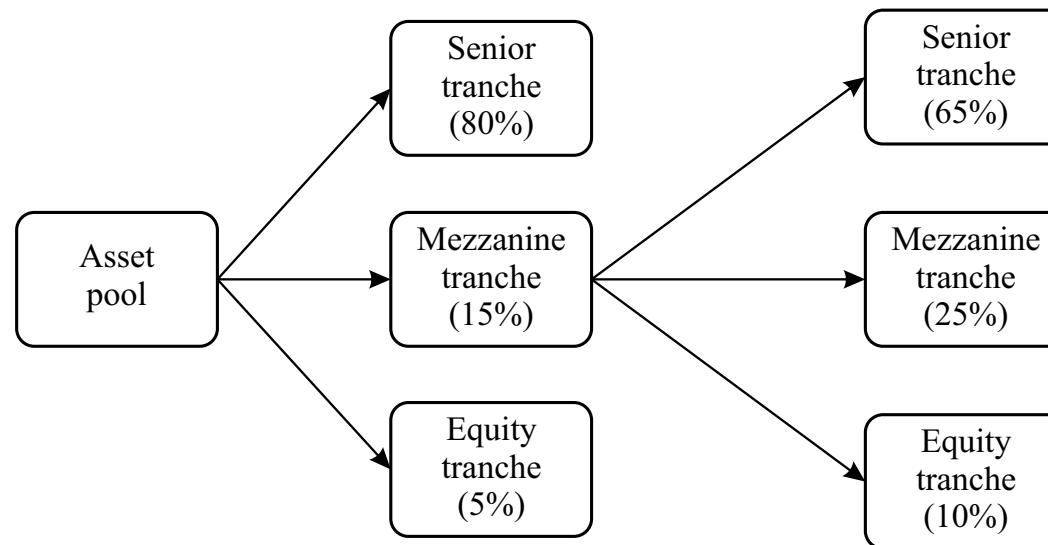 Asset
pool
Senior
tranche
(80%)
Mezzanine
tranche
(15%)
Equity
tranche
(5%)
Senior
tranche
(65%)
Mezzanine
tranche
(25%)
Equity
tranche
(10%)